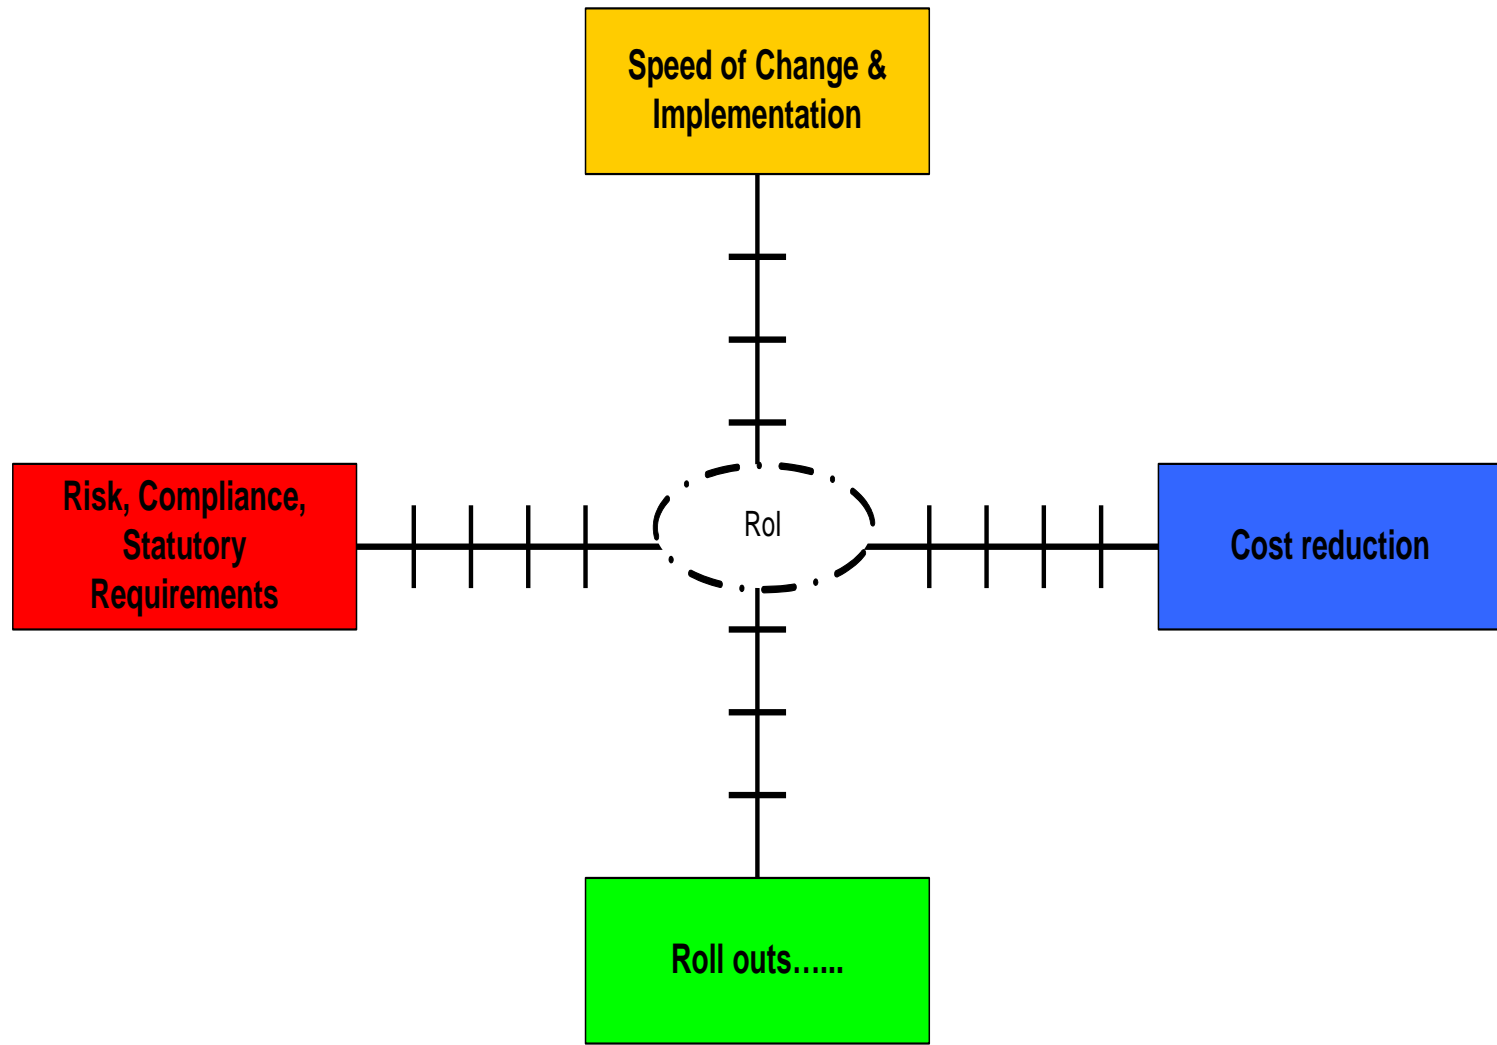 Speed of Change &
Implementation
Risk, Compliance,
Statutory
Requirements
RoI
Cost reduction
Roll outs…...